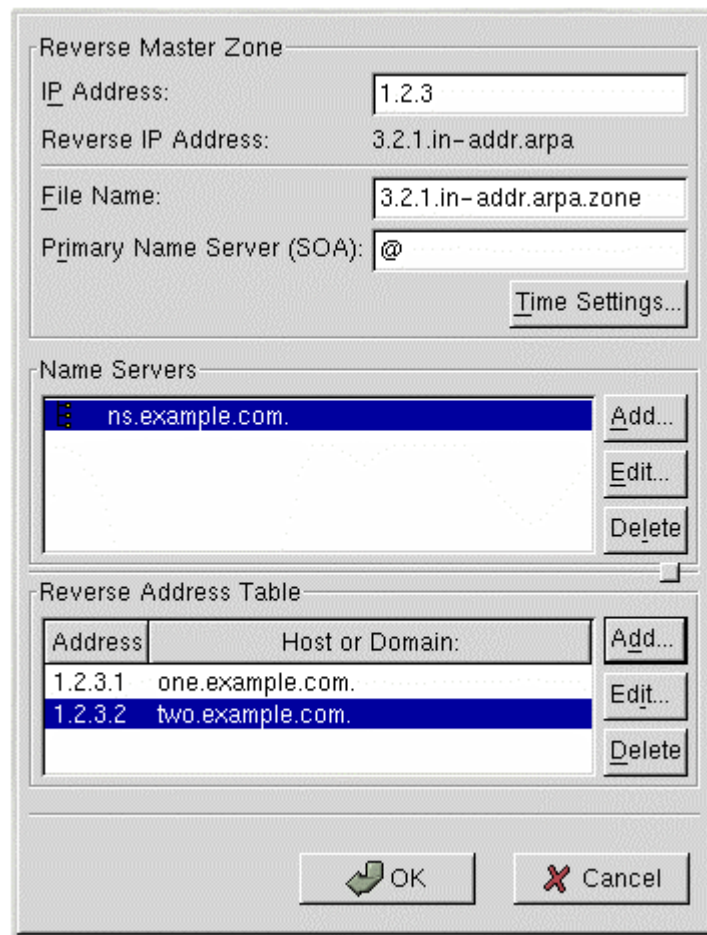 Reverse Master Zone
IP Address: 1.2.3
Reverse IP Address: 3.2.1.in-addr.arpa
File Name: 3.2.1.in-addr.arpa.zone
Primary Name Server (SOA): @
Time Settings...
Name Servers
ns.example.com. Add...
Edit...
Delete
Reverse Address Table
Address Host or Domain: Add...
1.2.3.1 one.example.com.
1.2.3.2 two.example.com. Edit...
Delete
OK Cancel